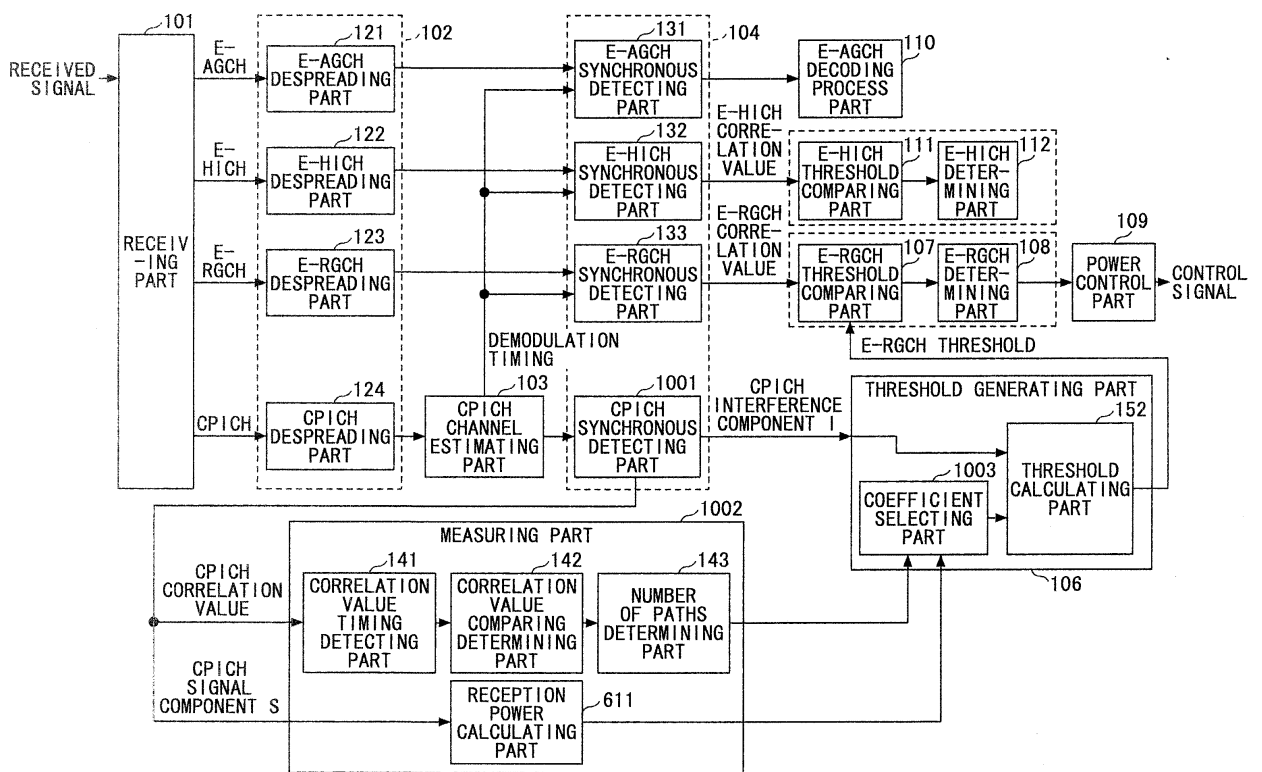 RECEIVED
SIGNAL
101
RECEIV
-ING PART
E-
AGCH
E-
HICH
E-
RGCH
CPICH
102
121
E-AGCH
DESPREADING
PART
122
E-HICH
DESPREADING
PART
123
E-RGCH
DESPREADING
PART
124
CPICH
DESPREADING
PART
103
CPICH
CHANNEL
ESTIMATING
PART
DEMODULATION
TIMING
104
131
E-AGCH
SYNCHRONOUS
DETECTING
PART
132
E-HICH
SYNCHRONOUS
DETECTING
PART
133
E-RGCH
SYNCHRONOUS
DETECTING
PART
1001
CPICH
SYNCHRONOUS
DETECTING
PART
110
E-AGCH
DECODING
PROCESS
PART
E-HICH
CORRE-
LATION
VALUE
111
E-HICH
THRESHOLD
COMPARING
PART
112
E-HICH
DETER-
MINING
PART
E-RGCH
CORRE-
LATION
VALUE
107
E-RGCH
THRESHOLD
COMPARING
PART
108
E-RGCH
DETER-
MINING
PART
109
POWER
CONTROL
PART
CONTROL
SIGNAL
E-RGCH THRESHOLD
CPICH
INTERFERENCE
COMPONENT I
THRESHOLD GENERATING PART
152
THRESHOLD
CALCULATING
PART
1003
COEFFICIENT
SELECTING
PART
106
1002
MEASURING PART
CPICH
CORRELATION
VALUE
141
CORRELATION
VALUE
TIMING
DETECTING
PART
142
CORRELATION
VALUE
COMPARING
DETERMINING
PART
143
NUMBER
OF PATHS
DETERMINING
PART
CPICH
SIGNAL
COMPONENT S
RECEPTION
POWER
CALCULATING
PART
611